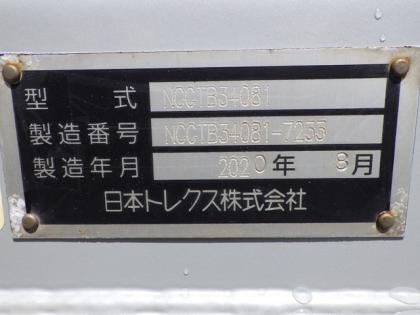 型式 NCCTB34081
製造番号 NCCTB34081-7233
製造年月 2020年 8月
日本トレクス株式会社